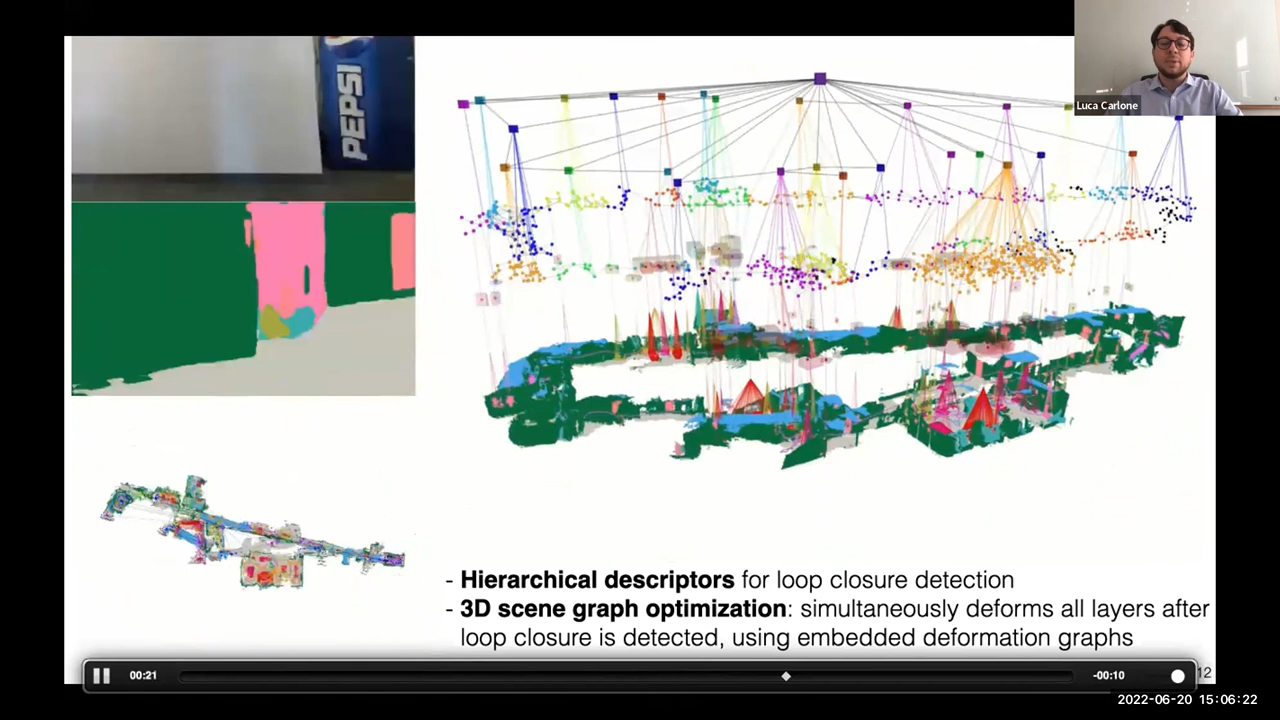 PEPSI
Luca Carlone
- Hierarchical descriptors for loop closure detection
- 3D scene graph optimization: simultaneously deforms all layers after
loop closure is detected, using embedded deformation graphs
00:21
-00:10
12
2022-06-20 15:06:22